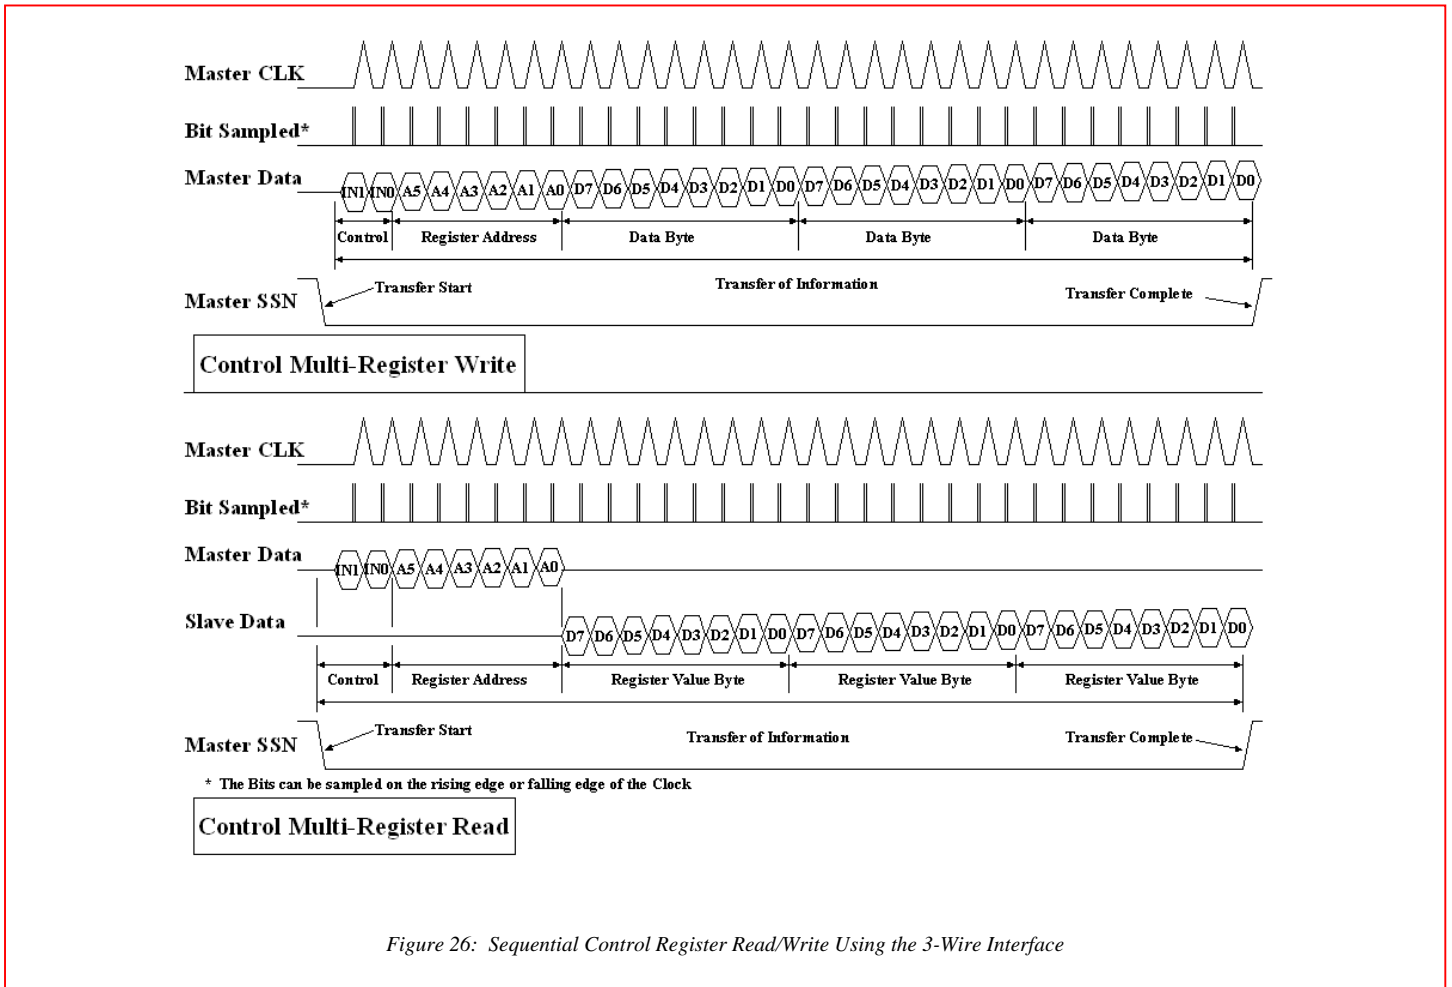 Master CLK
Bit Sampled*
Master Data
IN1 IN0 A5 A4 A3 A2 A1 A0 D7 D6 D5 D4 D3 D2 D1 D0 D7 D6 D5 D4 D3 D2 D1 D0 D7 D6 D5 D4 D3 D2 D1 D0
Control Register Address Data Byte Data Byte Data Byte
Transfer Start Transfer of Information Transfer Complete
Master SSN
Control Multi-Register Write
Master CLK
Bit Sampled*
Master Data
IN1 IN0 A5 A4 A3 A2 A1 A0
Slave Data
D7 D6 D5 D4 D3 D2 D1 D0 D7 D6 D5 D4 D3 D2 D1 D0 D7 D6 D5 D4 D3 D2 D1 D0
Control Register Address Register Value Byte Register Value Byte Register Value Byte
Transfer Start Transfer of Information Transfer Complete
Master SSN
* The Bits can be sampled on the rising edge or falling edge of the Clock
Control Multi-Register Read
Figure 26: Sequential Control Register Read/Write Using the 3-Wire Interface